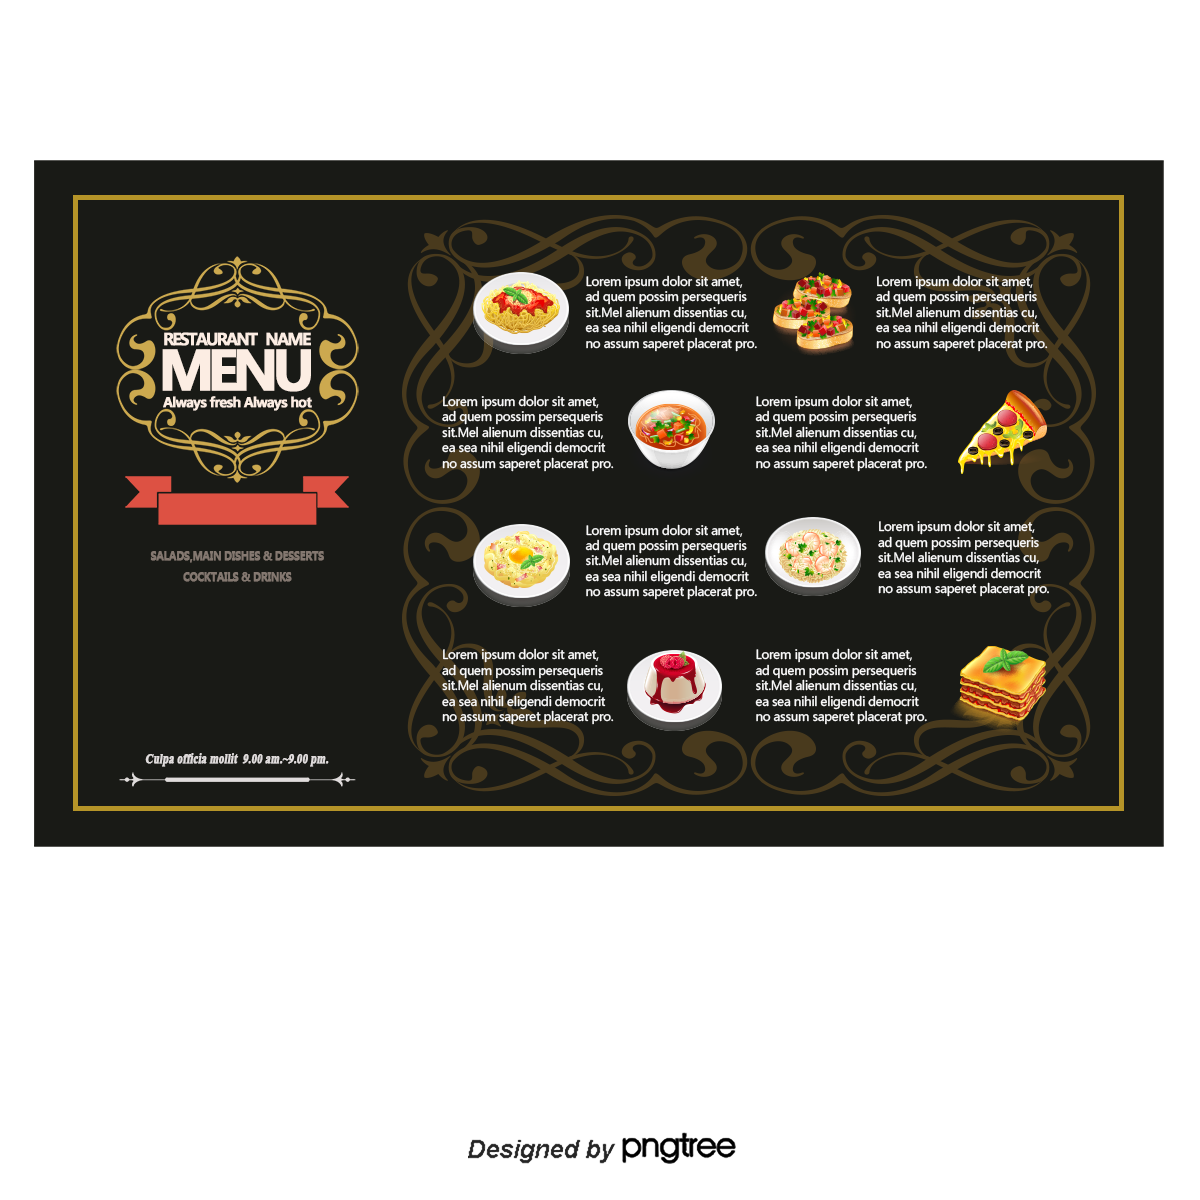 RESTAURANT NAME
MENU
Always fresh Always hot
SALADS,MAIN DISHES & DESSERTS
COCKTAILS & DRINKS
Culpa officia mollit 9.00 am.~9.00 pm.
Lorem ipsum dolor sit amet,
ad quem possim persequeris
sit.Mel alienum dissentias cu,
ea sea nihil eligendi democrit
no assum saperet placerat pro.
Lorem ipsum dolor sit amet,
ad quem possim persequeris
sit.Mel alienum dissentias cu,
ea sea nihil eligendi democrit
no assum saperet placerat pro.
Lorem ipsum dolor sit amet,
ad quem possim persequeris
sit.Mel alienum dissentias cu,
ea sea nihil eligendi democrit
no assum saperet placerat pro.
Lorem ipsum dolor sit amet,
ad quem possim persequeris
sit.Mel alienum dissentias cu,
ea sea nihil eligendi democrit
no assum saperet placerat pro.
Lorem ipsum dolor sit amet,
ad quem possim persequeris
sit.Mel alienum dissentias cu,
ea sea nihil eligendi democrit
no assum saperet placerat pro.
Lorem ipsum dolor sit amet,
ad quem possim persequeris
sit.Mel alienum dissentias cu,
ea sea nihil eligendi democrit
no assum saperet placerat pro.
Lorem ipsum dolor sit amet,
ad quem possim persequeris
sit.Mel alienum dissentias cu,
ea sea nihil eligendi democrit
no assum saperet placerat pro.
Lorem ipsum dolor sit amet,
ad quem possim persequeris
sit.Mel alienum dissentias cu,
ea sea nihil eligendi democrit
no assum saperet placerat pro.
Designed by pngtree